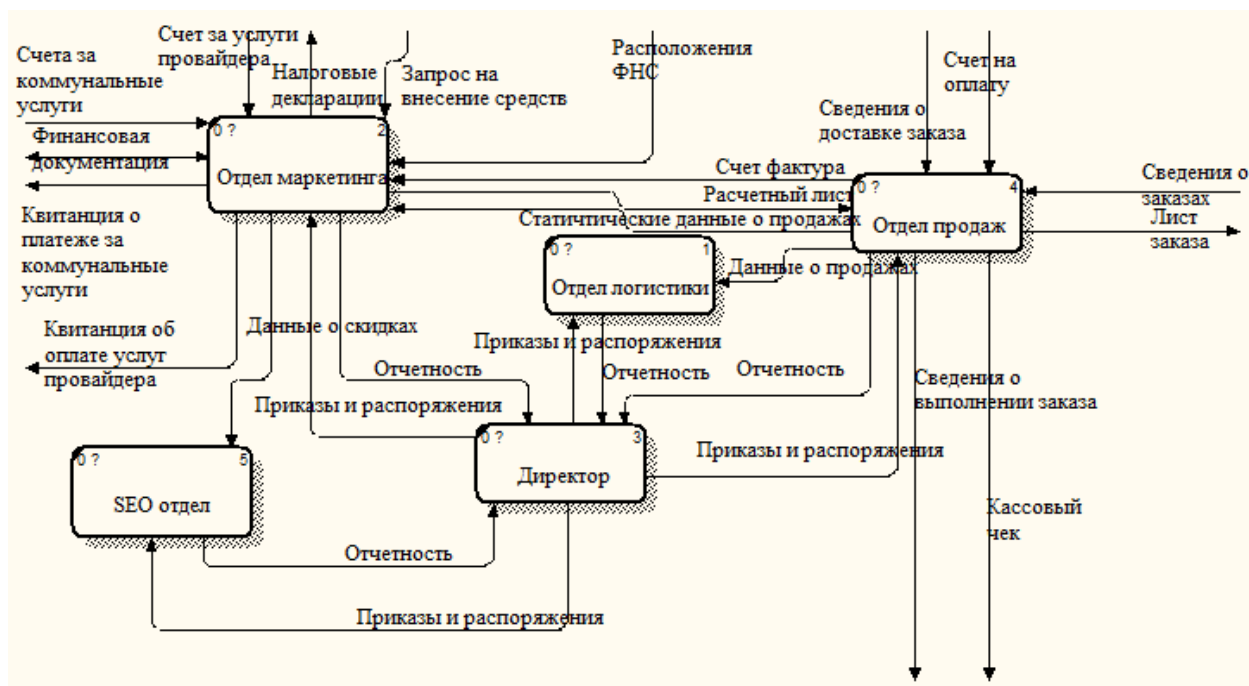 Счет за услуги
провайдера
Счета за
коммунальные
услуги
Налоговые
декларации
Запрос на
внесение средств
Расположения
ФНС
Счет на
оплату
Сведения о
доставке заказа
Финансовая
документация
0 ?
2
Отдел маркетинга
Счет фактура
Расчетный лист
Статичтические данные о продажах
0 ?
4
Отдел продаж
Сведения о
заказах
Лист
заказа
Квитанция о
платеже за
коммунальные
услуги
0 ?
1
Отдел логистики
Данные о продажах
Квитанция об
оплате услуг
провайдера
Данные о скидках
Приказы и распоряжения
Отчетность
Отчетность
Отчетность
Сведения о
выполнении заказа
Приказы и распоряжения
0 ?
3
Директор
Приказы и распоряжения
0 ?
5
SEO отдел
Кассовый
чек
Отчетность
Приказы и распоряжения